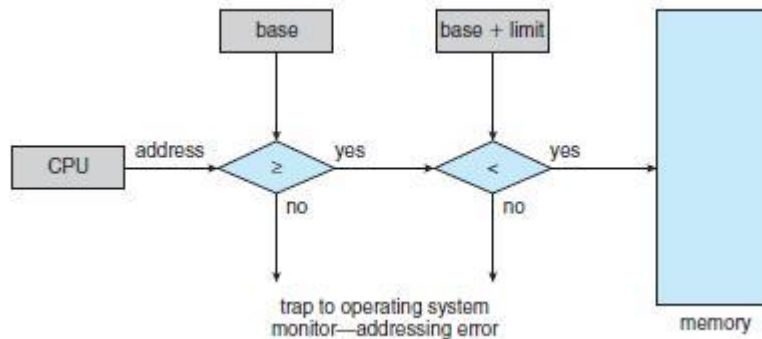 base
base + limit
CPU
address
≥
yes
<
yes
no
no
trap to operating system
monitor—addressing error
memory